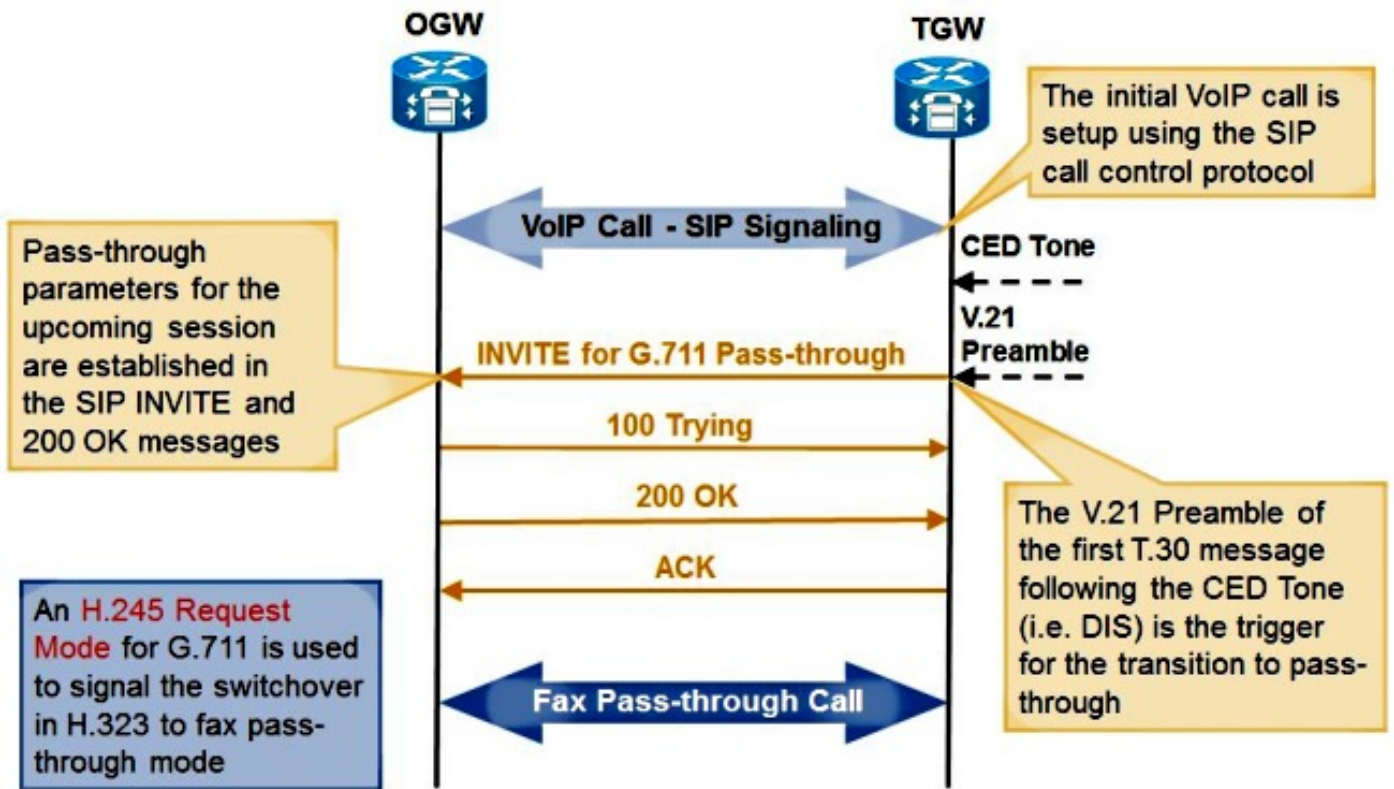 OGW
TGW
The initial VoIP call is
setup using the SIP
call control protocol
VoIP Call - SIP Signaling
CED Tone
Pass-through
parameters for the
upcoming session
are established in
the SIP INVITE and
200 OK messages
V.21
Preamble
INVITE for G.711 Pass-through
100 Trying
200 OK
ACK
The V.21 Preamble of
the first T.30 message
following the CED Tone
(i.e. DIS) is the trigger
for the transition to pass-
through
An H.245 Request
Mode for G.711 is used
to signal the switchover
in H.323 to fax pass-
through mode
Fax Pass-through Call